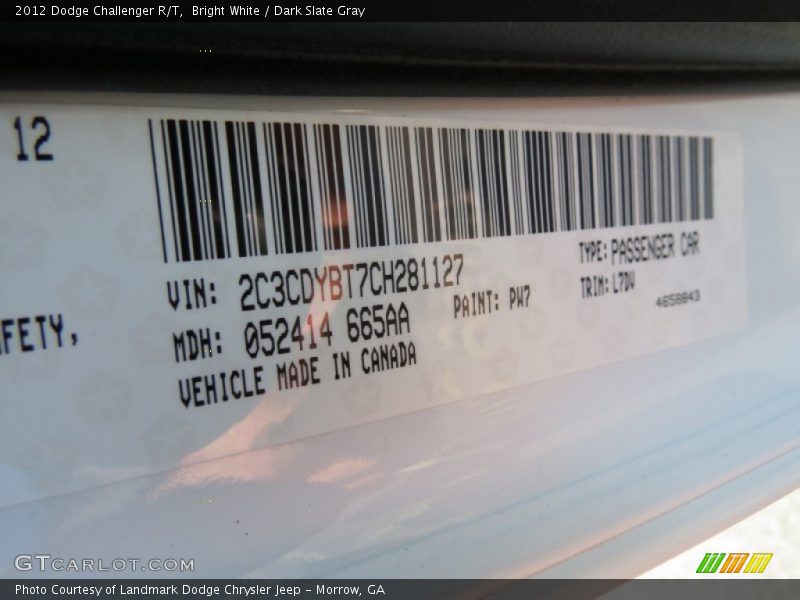 2012 Dodge Challenger R/T, Bright White / Dark Slate Gray
12
VIN: 2C3CDYBT7CH281127
TYPE: PASSENGER CAR
MDH: 052414 665AA
PAINT: PW7
TRIM: L7DV
4658843
VEHICLE MADE IN CANADA
AFETY,
GTCARLOT.COM
Photo Courtesy of Landmark Dodge Chrysler Jeep - Morrow, GA